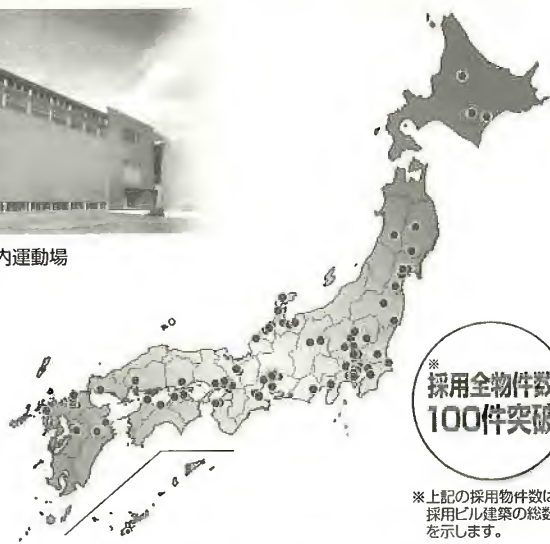 内運動場
※
採用全物件数
100件突破
※上記の採用物件数は
採用ビル建築の総数
を示します。